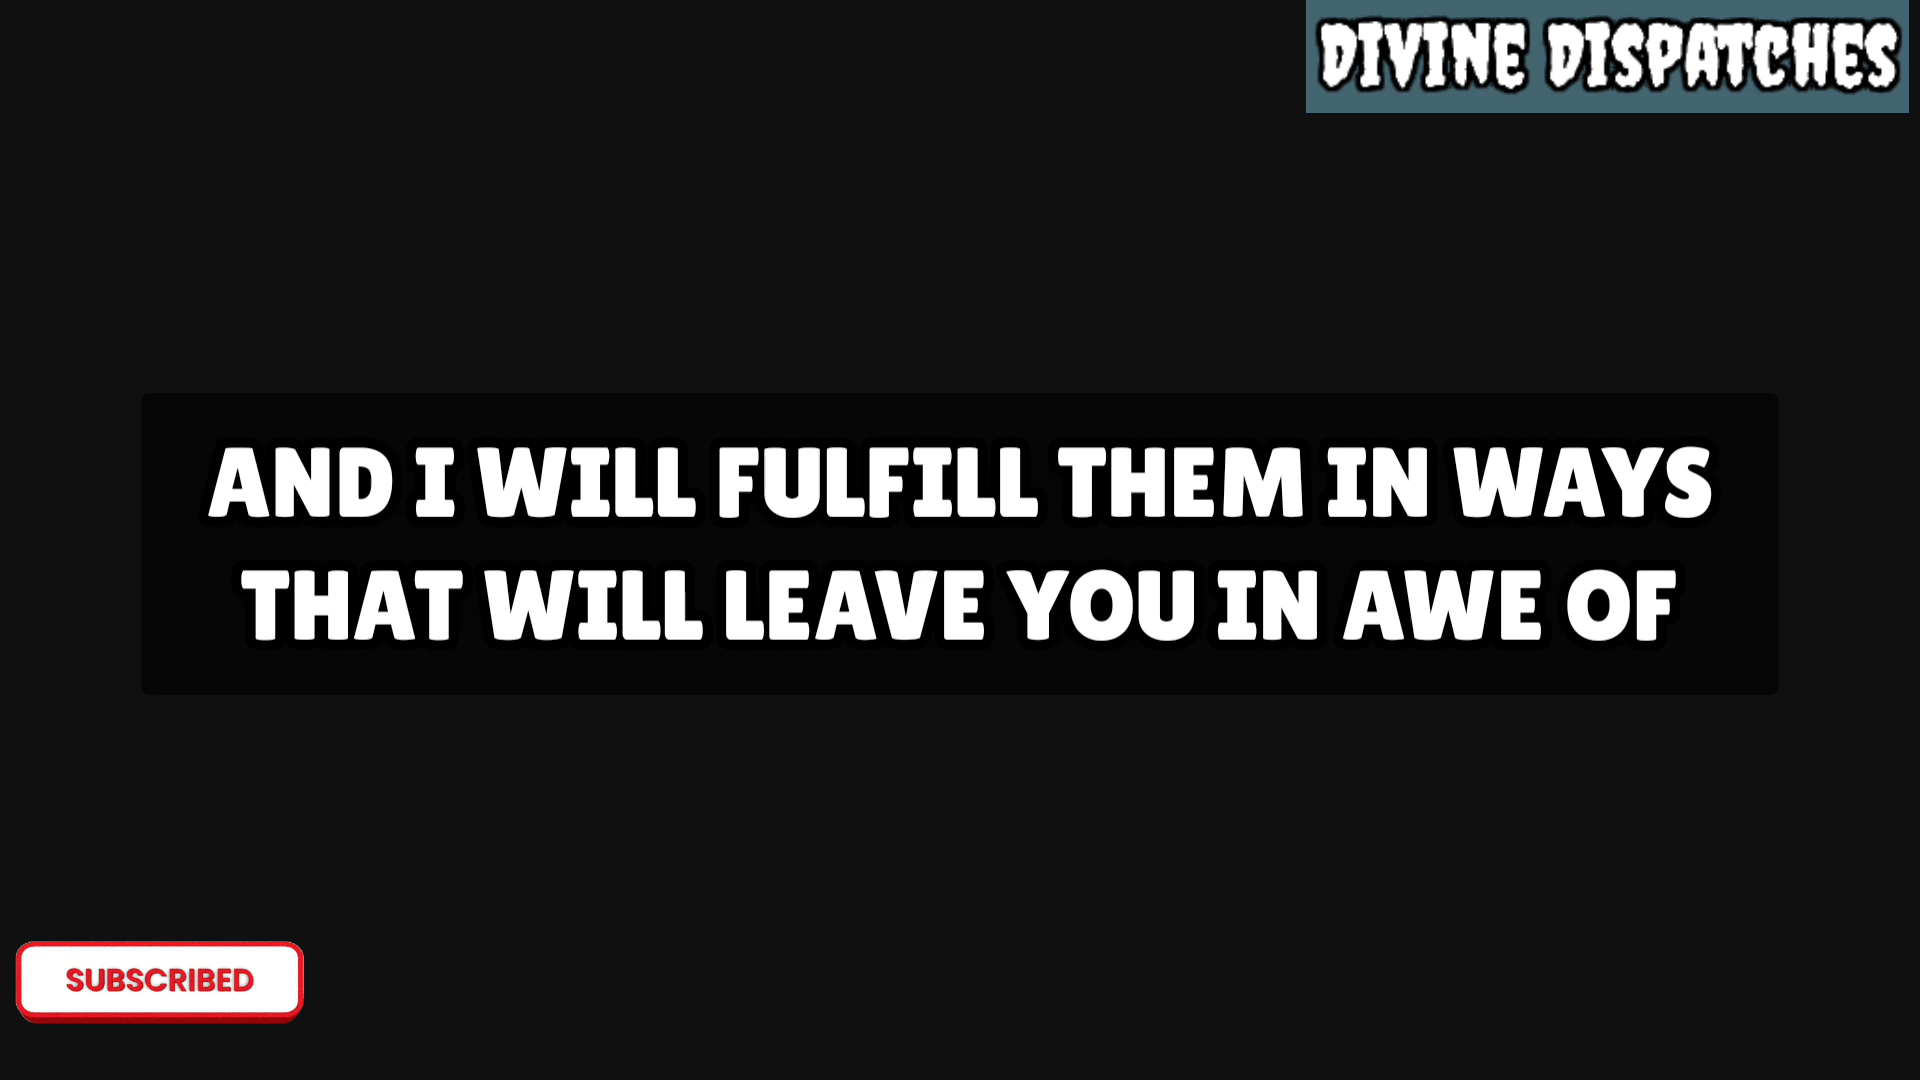 DIVINE DISPATCHES
AND I WILL FULFILL THEM IN WAYS
THAT WILL LEAVE YOU IN AWE OF
SUBSCRIBED